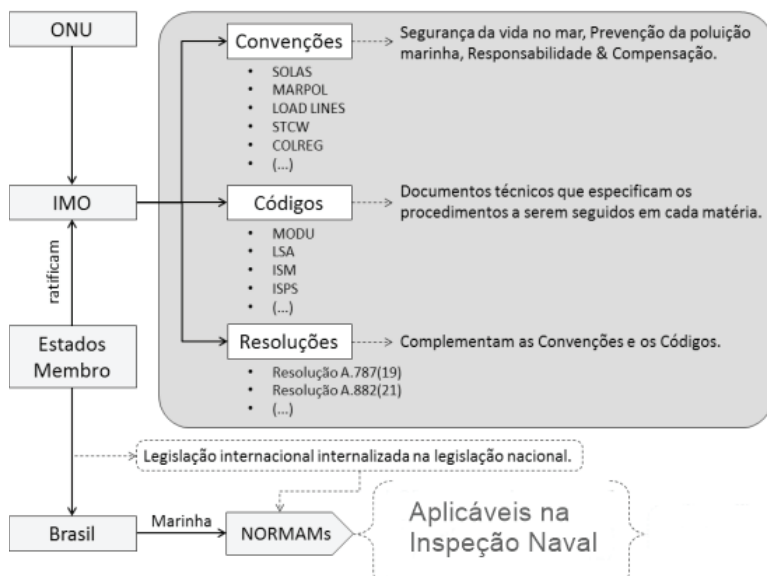 ONU
Convenções
Segurança da vida no mar, Prevenção da poluição
marinha, Responsabilidade & Compensação.
• SOLAS
• MARPOL
• LOAD LINES
• STCW
• COLREG
• (...)
IMO
Códigos
Documentos técnicos que especificam os
procedimentos a serem seguidos em cada matéria.
• MODU
• LSA
• ISM
• ISPS
• (...)
ratificam
Estados
Membro
Resoluções
Complementam as Convenções e os Códigos.
• Resolução A.787(19)
• Resolução A.882(21)
• (...)
Legislação internacional internalizada na legislação nacional.
Brasil
Marinha
NORMAMs
Aplicáveis na
Inspeção Naval